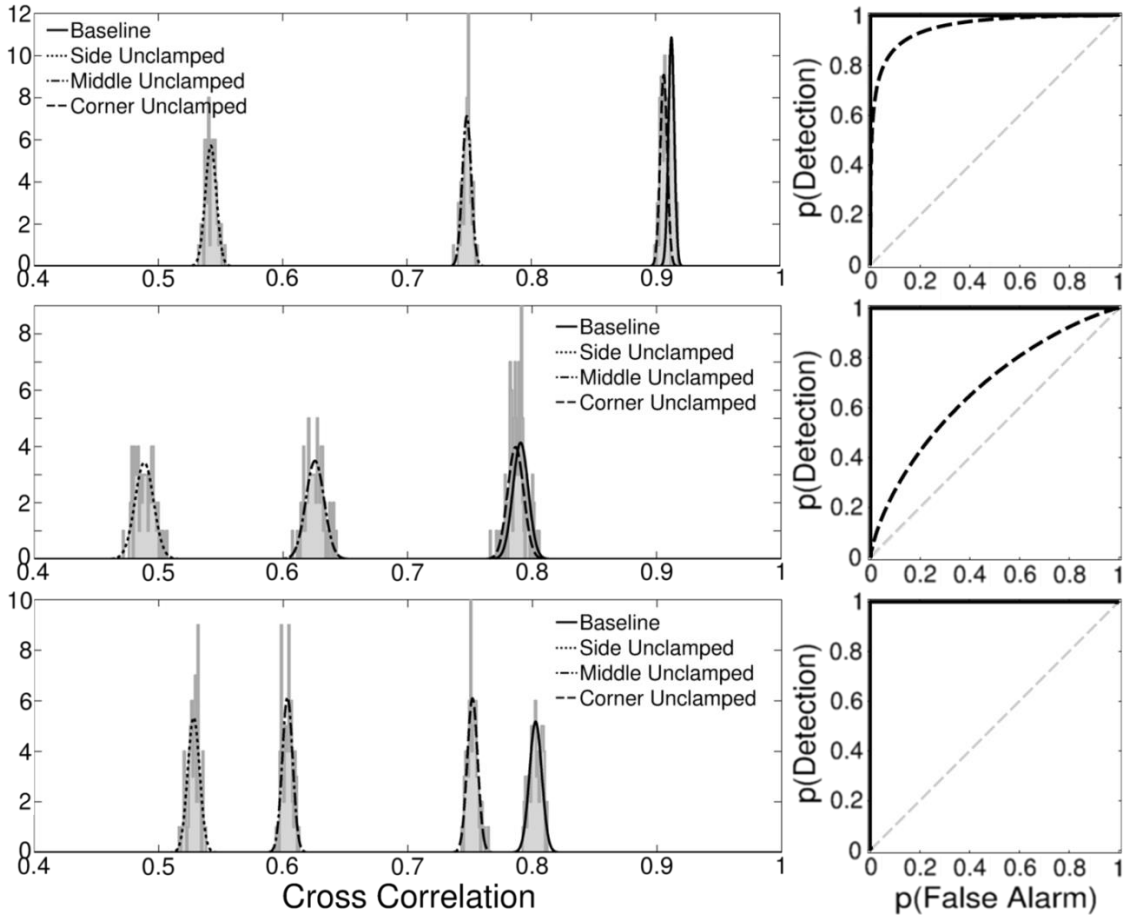 12
10
8
6
4
2
0
Baseline
Side Unclamped
Middle Unclamped
Corner Unclamped
0.4 0.5 0.6 0.7 0.8 0.9 1
p(Detection)
1
0.8
0.6
0.4
0.2
0
0 0.2 0.4 0.6 0.8 1
8
6
4
2
0
Baseline
Side Unclamped
Middle Unclamped
Corner Unclamped
0.4 0.5 0.6 0.7 0.8 0.9 1
p(Detection)
1
0.8
0.6
0.4
0.2
0
0 0.2 0.4 0.6 0.8 1
10
8
6
4
2
0
Baseline
Side Unclamped
Middle Unclamped
Corner Unclamped
0.4 0.5 0.6 0.7 0.8 0.9 1
Cross Correlation
p(Detection)
1
0.8
0.6
0.4
0.2
0
0 0.2 0.4 0.6 0.8 1
p(False Alarm)